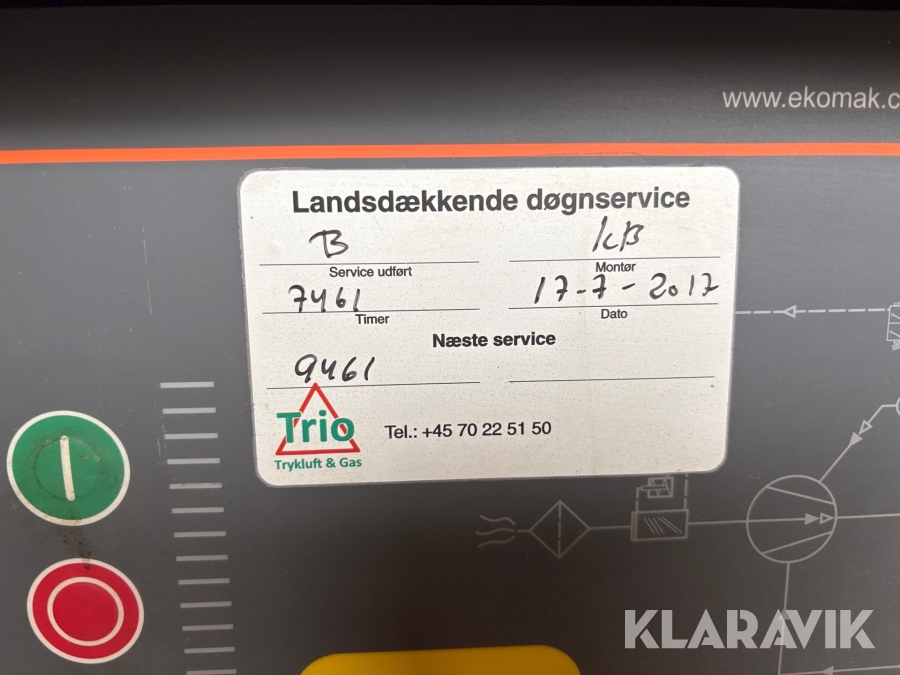 www.ekomak.c
Landsdækkende døgnservice
B KB
Service udført Montør
7461 17-7-2017
Timer Dato
Næste service
9461
Trio
Trykluft & Gas
Tel.: +45 70 22 51 50
KLARAVIK